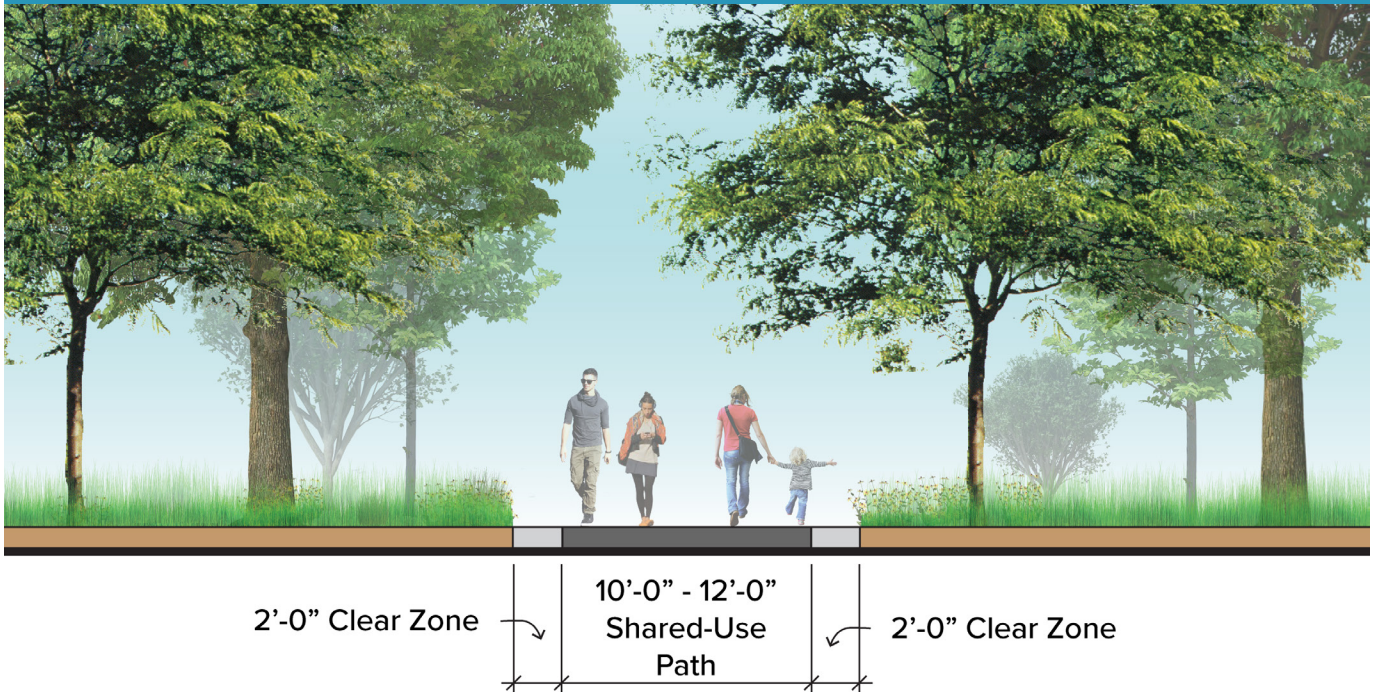 2’-0” Clear Zone
10’-0” - 12’-0”
Shared-Use
Path
2’-0” Clear Zone